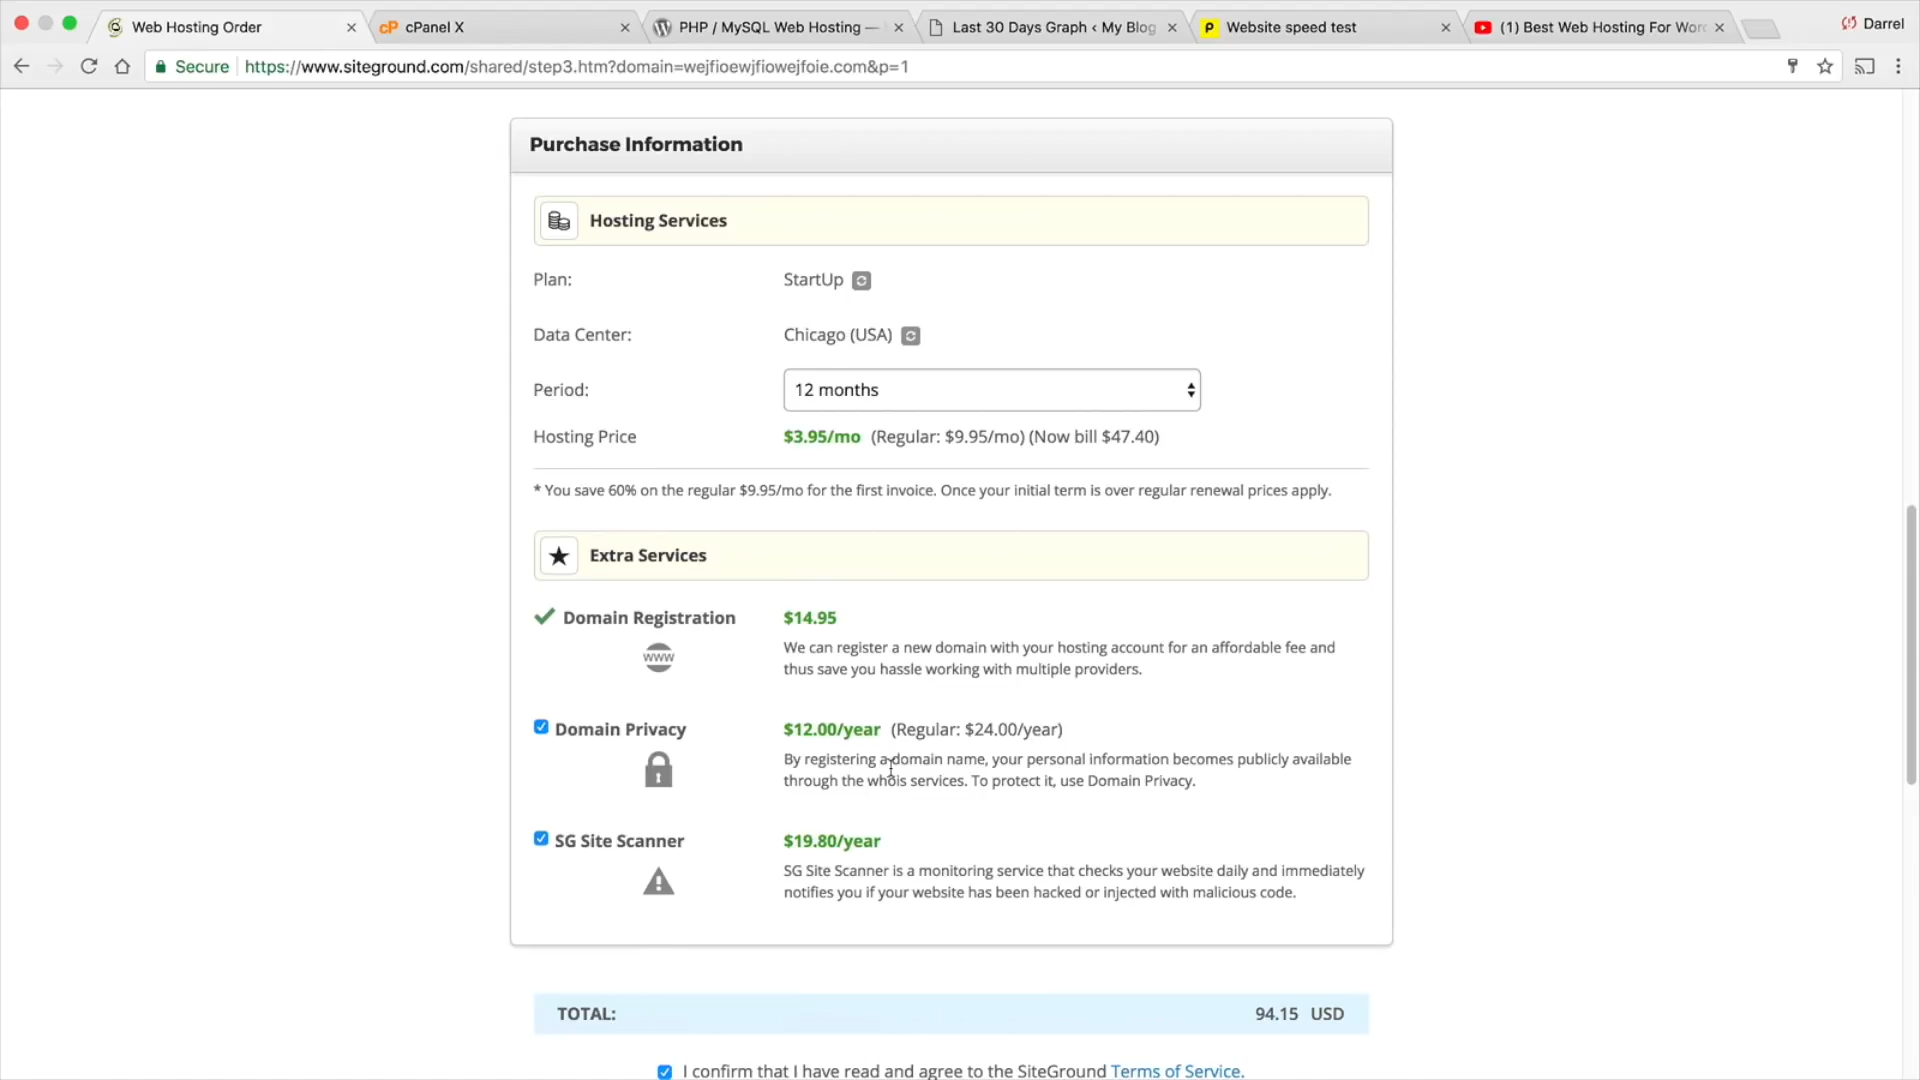 Web Hosting Order
cPanel X
PHP / MySQL Web Hosting —
Last 30 Days Graph ‹ My Blog
Website speed test
(1) Best Web Hosting For Wor
Darrel
Secure
https://www.siteground.com/shared/step3.htm?domain=wejfioewjfiowejfoie.com&p=1
Purchase Information
Hosting Services
Plan: StartUp
Data Center: Chicago (USA)
Period: 12 months
Hosting Price $3.95/mo (Regular: $9.95/mo) (Now bill $47.40)
* You save 60% on the regular $9.95/mo for the first invoice. Once your initial term is over regular renewal prices apply.
Extra Services
Domain Registration $14.95
www
We can register a new domain with your hosting account for an affordable fee and
thus save you hassle working with multiple providers.
Domain Privacy $12.00/year (Regular: $24.00/year)
By registering a domain name, your personal information becomes publicly available
through the whois services. To protect it, use Domain Privacy.
SG Site Scanner $19.80/year
SG Site Scanner is a monitoring service that checks your website daily and immediately
notifies you if your website has been hacked or injected with malicious code.
TOTAL: 94.15 USD
I confirm that I have read and agree to the SiteGround Terms of Service.